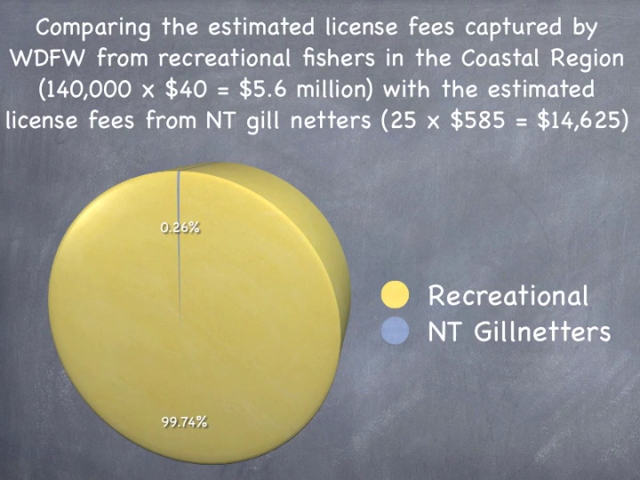 Comparing the estimated license fees captured by
WDFW from recreational fishers in the Coastal Region
(140,000 x $40 = $5.6 million) with the estimated
license fees from NT gill netters (25 x $585 = $14,625)
0.26%
Recreational
NT Gillnetters
99.74%